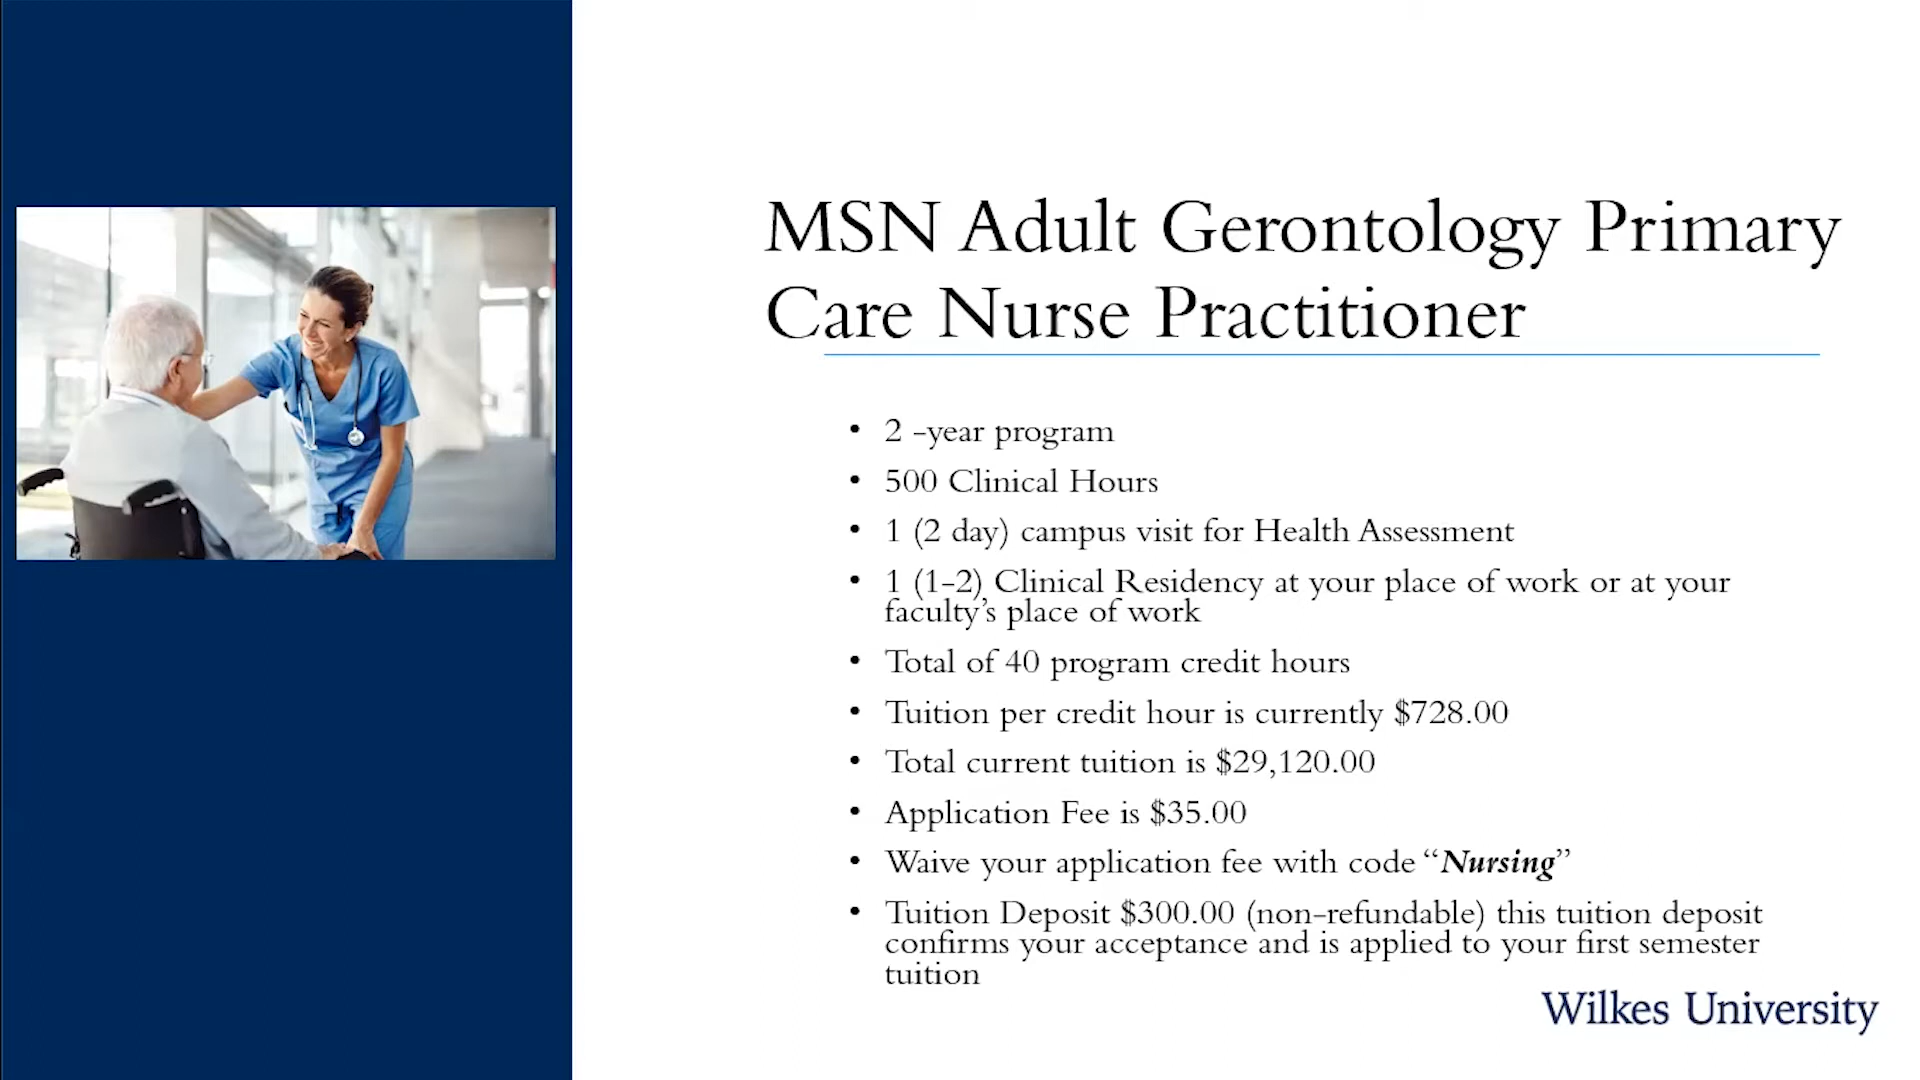 MSN Adult Gerontology Primary
Care Nurse Practitioner
• 2 -year program
• 500 Clinical Hours
• 1 (2 day) campus visit for Health Assessment
• 1 (1-2) Clinical Residency at your place of work or at your
faculty’s place of work
• Total of 40 program credit hours
• Tuition per credit hour is currently $728.00
• Total current tuition is $29,120.00
• Application Fee is $35.00
• Waive your application fee with code “Nursing”
• Tuition Deposit $300.00 (non-refundable) this tuition deposit
confirms your acceptance and is applied to your first semester
tuition
Wilkes University